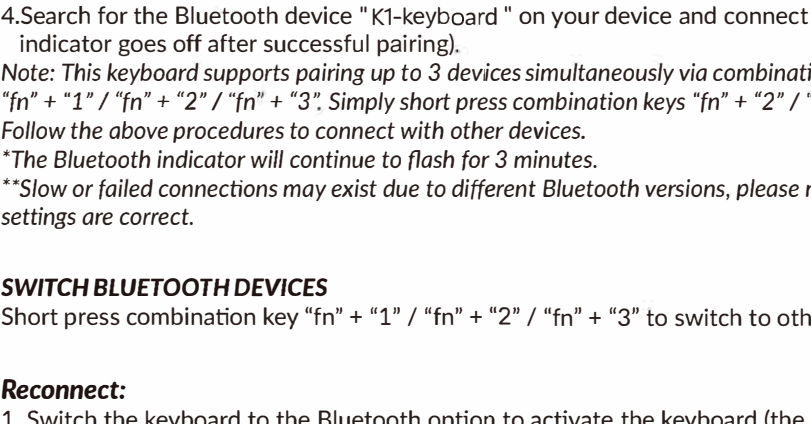 4.Search for the Bluetooth device "K1-keyboard " on your device and connect
indicator goes off after successful pairing).
Note: This keyboard supports pairing up to 3 devices simultaneously via combinati
“fn” + “1” / “fn” + “2” / “fn” + “3”. Simply short press combination keys “fn” + “2” / “
Follow the above procedures to connect with other devices.
*The Bluetooth indicator will continue to flash for 3 minutes.
**Slow or failed connections may exist due to different Bluetooth versions, please
settings are correct.
SWITCH BLUETOOTH DEVICES
Short press combination key “fn” + “1” / “fn” + “2” / “fn” + “3” to switch to oth
Reconnect:
1. Switch the keyboard to the Bluetooth option to activate the keyboard (the